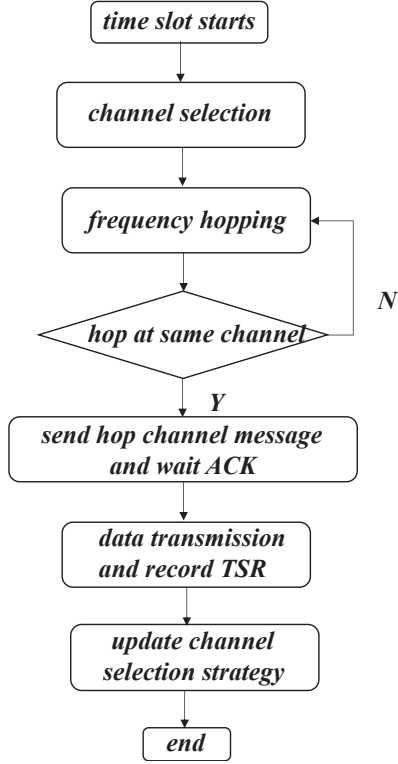 time slot starts
channel selection
frequency hopping
hop at same channel
N
Y
send hop channel message
and wait ACK
data transmission
and record TSR
update channel
selection strategy
end